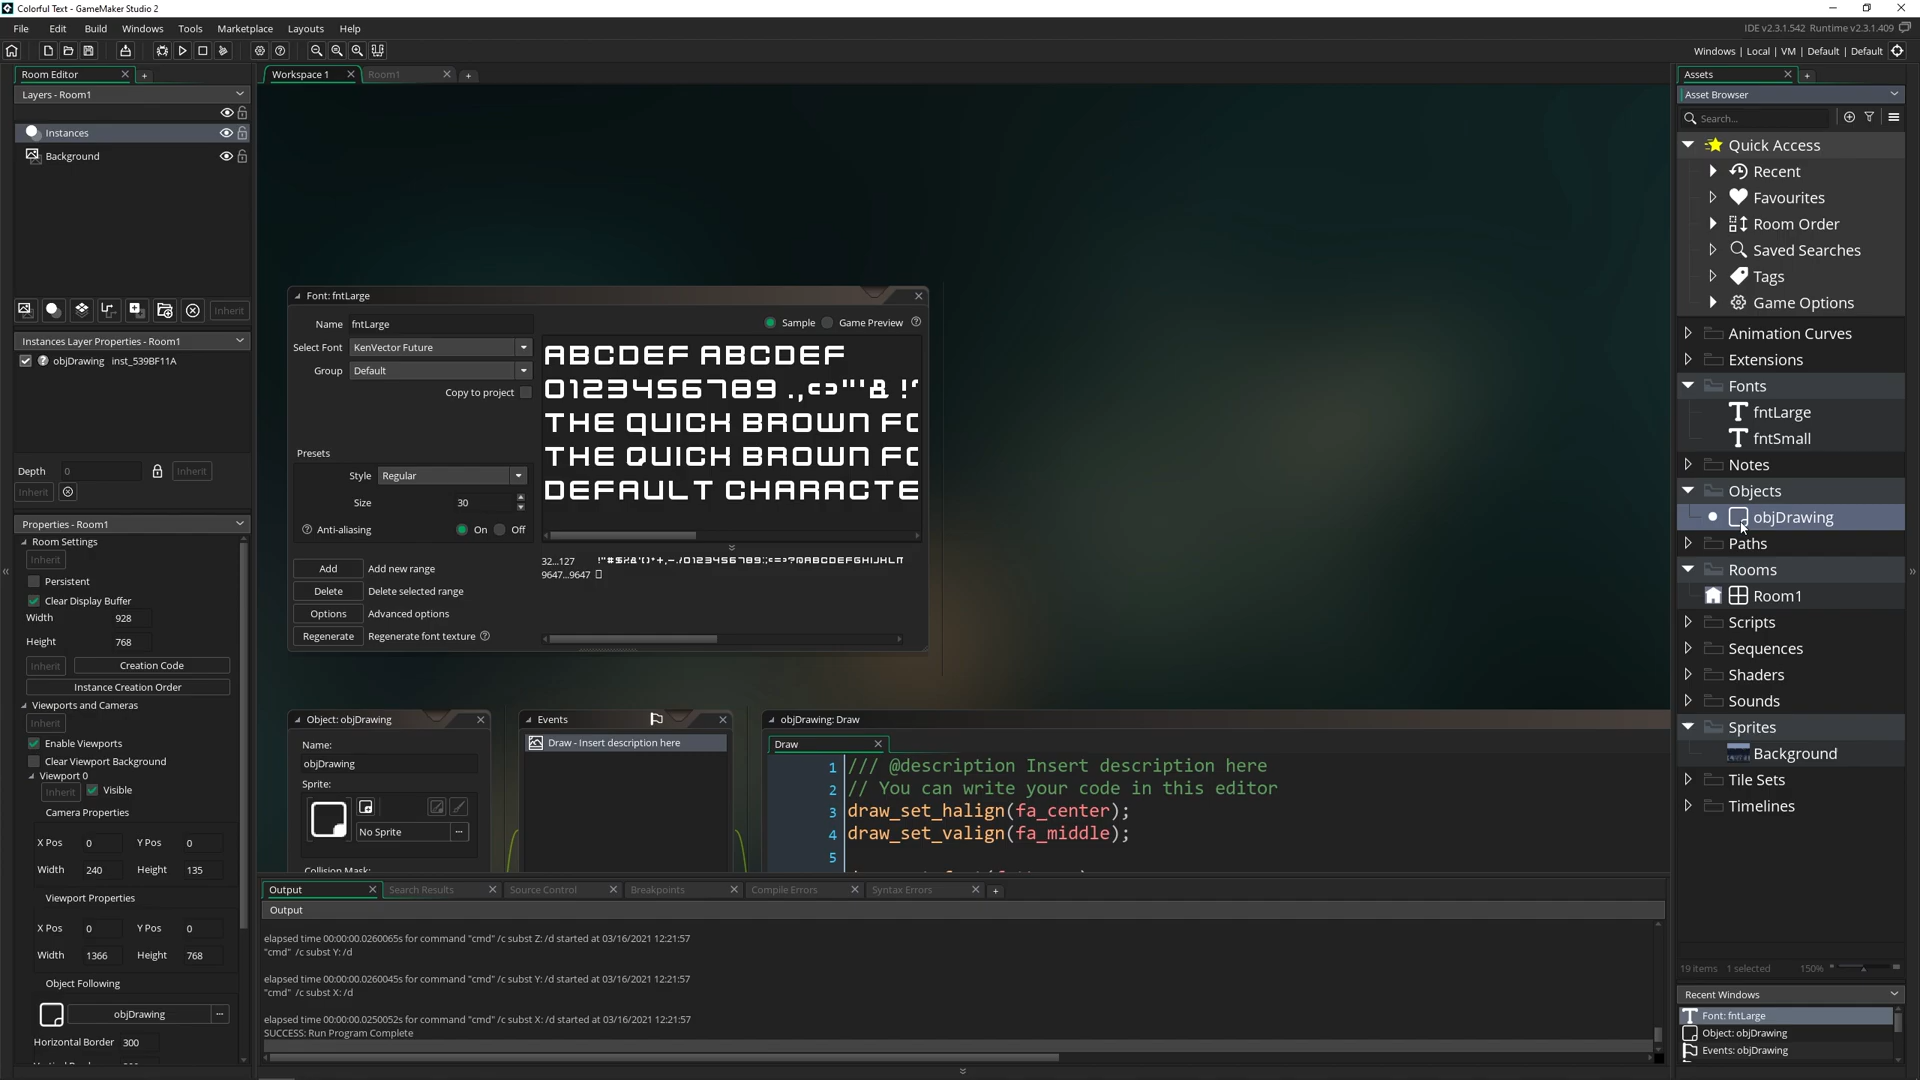 Colorful Text - GameMaker Studio 2
File Edit Build Windows Tools Marketplace Layouts Help
IDE v2.3.1.542 Runtime v2.3.1.409
Windows | Local | VM | Default | Default
Room Editor
Layers - Room1
Instances
Background
Inherit
Instances Layer Properties - Room1
objDrawing inst_539BF11A
Depth 0 Inherit
Inherit
Properties - Room1
Room Settings
Inherit
Persistent
Clear Display Buffer
Width 928
Height 768
Inherit Creation Code
Instance Creation Order
Viewports and Cameras
Inherit
Enable Viewports
Clear Viewport Background
Viewport 0
Inherit Visible
Camera Properties
X Pos 0 Y Pos 0
Width 240 Height 135
Viewport Properties
X Pos 0 Y Pos 0
Width 1366 Height 768
Object Following
objDrawing ...
Horizontal Border 300
Workspace 1 Room1
Font: fntLarge
Name fntLarge
Select Font KenVector Future
Group Default
Copy to project
Presets
Style Regular
Size 30
Anti-aliasing On Off
Add Add new range
Delete Delete selected range
Options Advanced options
Regenerate Regenerate font texture
Sample Game Preview
ABCDEF ABCDEF
0123456789 .,<>"'& !
THE QUICK BROWN FO
THE QUICK BROWN FO
DEFAULT CHARACTE
32...127 !"#$%&'()*+,-./0123456789:;<=>?@ABCDEFGHIJKL
9647...9647
Object: objDrawing
Name:
objDrawing
Sprite:
No Sprite ...
Collision Mask:
Events
Draw - Insert description here
objDrawing: Draw
Draw
1 /// @description Insert description here
2 // You can write your code in this editor
3 draw_set_halign(fa_center);
4 draw_set_valign(fa_middle);
5
Output Search Results Source Control Breakpoints Compile Errors Syntax Errors
Output
elapsed time 00:00:00.0260065s for command "cmd" /c subst Z: /d started at 03/16/2021 12:21:57
"cmd" /c subst Y: /d
elapsed time 00:00:00.0260045s for command "cmd" /c subst Y: /d started at 03/16/2021 12:21:57
"cmd" /c subst X: /d
elapsed time 00:00:00.0250052s for command "cmd" /c subst X: /d started at 03/16/2021 12:21:57
SUCCESS: Run Program Complete
Assets
Asset Browser
Search...
Quick Access
Recent
Favourites
Room Order
Saved Searches
Tags
Game Options
Animation Curves
Extensions
Fonts
fntLarge
fntSmall
Notes
Objects
objDrawing
Paths
Rooms
Room1
Scripts
Sequences
Shaders
Sounds
Sprites
Background
Tile Sets
Timelines
19 items 1 selected 150%
Recent Windows
Font: fntLarge
Object: objDrawing
Events: objDrawing